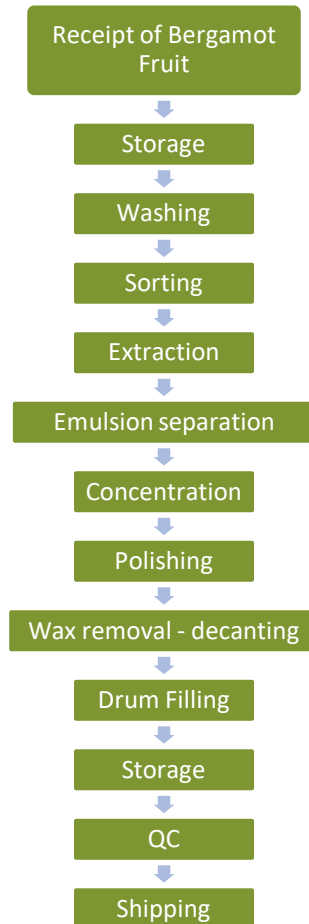 Receipt of Bergamot
Fruit
Storage
Washing
Sorting
Extraction
Emulsion separation
Concentration
Polishing
Wax removal - decanting
Drum Filling
Storage
QC
Shipping